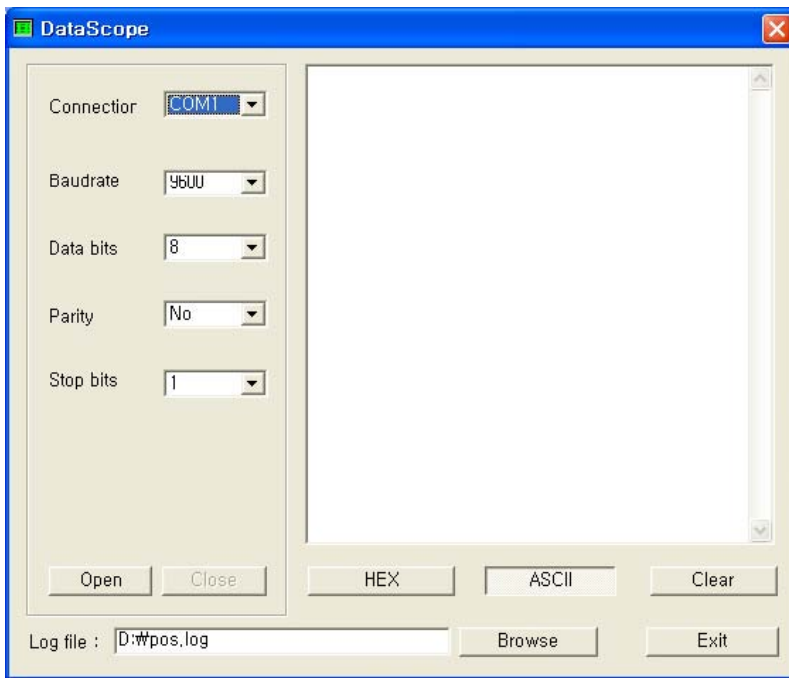 DataScope
Connectior
COM1
Baudrate
9600
Data bits
8
Parity
No
Stop bits
1
Open
Close
HEX
ASCII
Clear
Log file :
D:₩pos.log
Browse
Exit